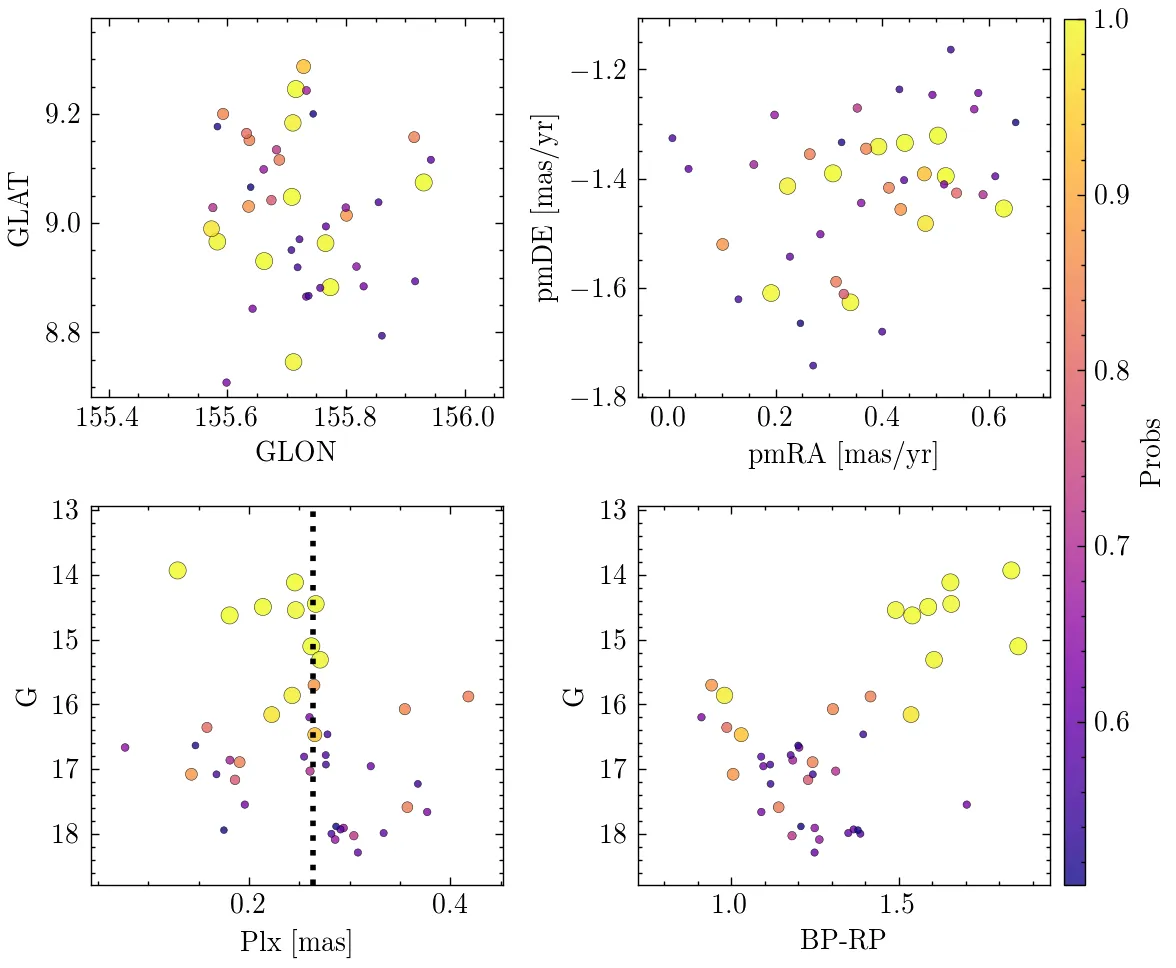 9.2
9.0
8.8
GLAT
155.4 155.6 155.8 156.0
GLON
−1.2
−1.4
−1.6
−1.8
pmDE [mas/yr]
0.0 0.2 0.4 0.6
pmRA [mas/yr]
1.0
0.9
0.8
0.7
0.6
Probs
13
14
15
16
17
18
G
0.2 0.4
Plx [mas]
13
14
15
16
17
18
G
1.0 1.5
BP-RP